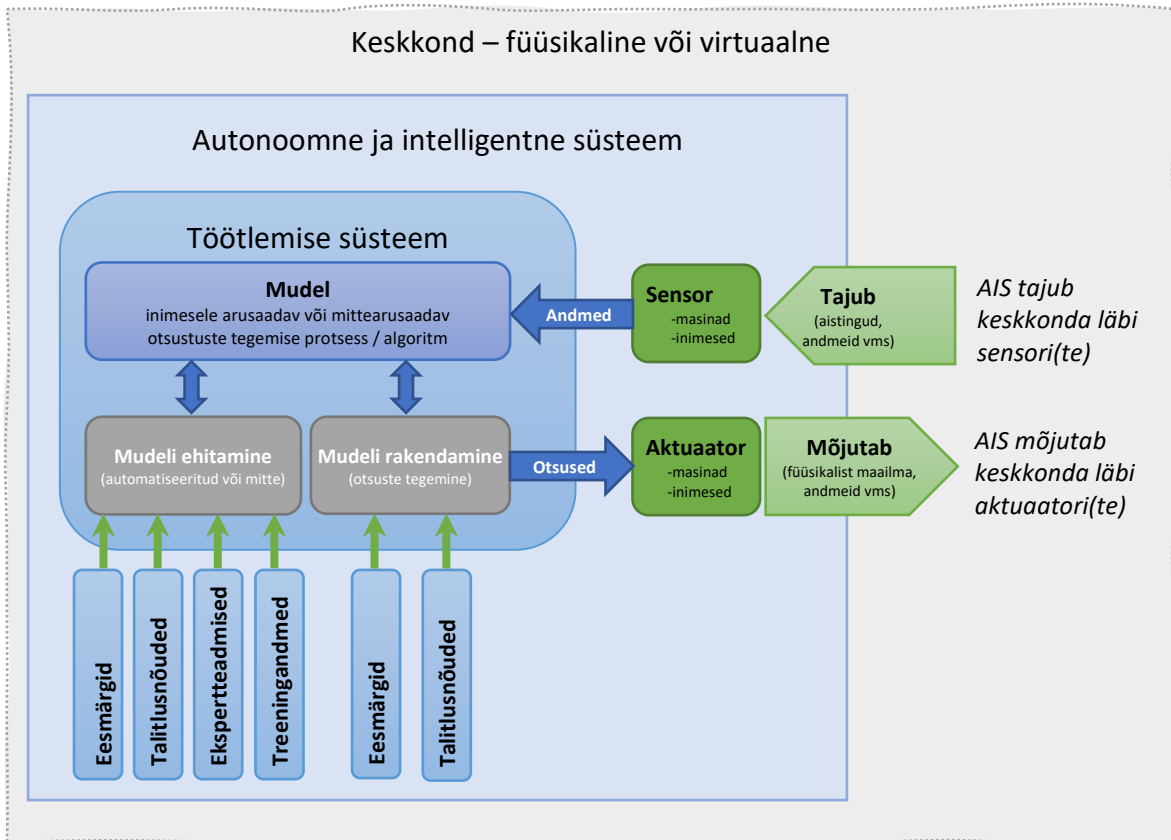 Keskkond – füüsikaline või virtuaalne
Autonoomne ja intelligentne süsteem
Töötlemise süsteem
Mudel
inimesele arusaadav või mittearusaadav
otsustuste tegemise protsess / algoritm
Andmed
Sensor
-masinad
-inimesed
Tajub
(aistingud,
andmeid vms)
AIS tajub
keskkonda läbi
sensori(te)
Mudeli ehitamine
(automatiseeritud või mitte)
Mudeli rakendamine
(otsuste tegemine)
Otsused
Aktuaator
-masinad
-inimesed
Mõjutab
(füüsikalist maailma,
andmeid vms)
AIS mõjutab
keskkonda läbi
aktuaatori(te)
Eesmärgid
Talitlusnõuded
Ekspertteadmised
Treeningandmed
Eesmärgid
Talitlusnõuded